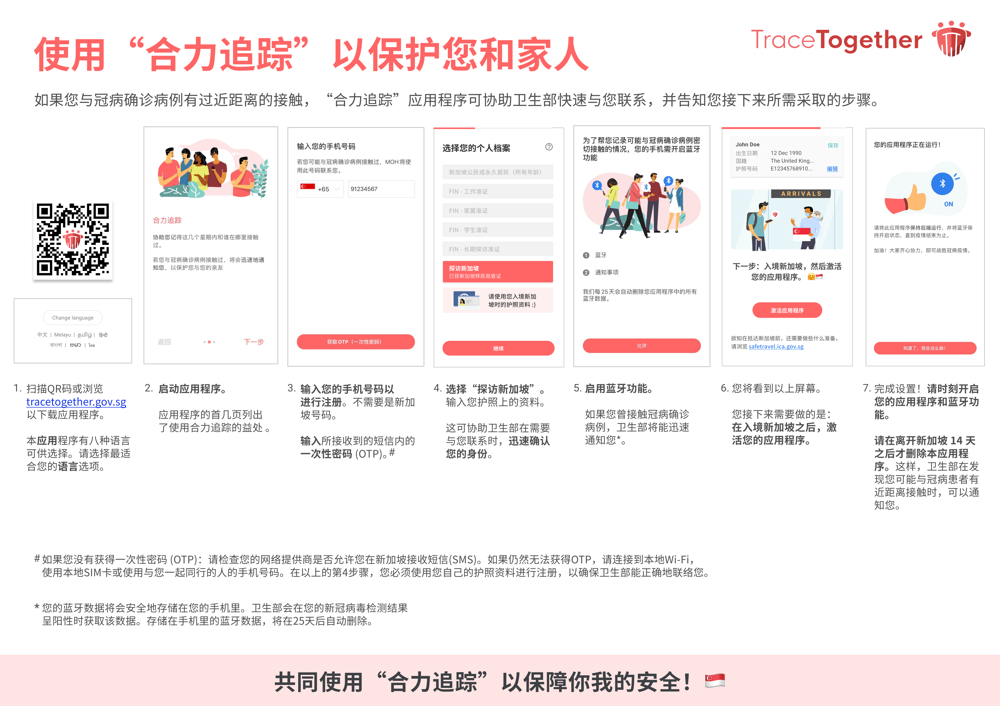 使用“合力追踪”以保护您和家人
TraceTogether
如果您与冠病确诊病例有过近距离的接触，“合力追踪”应用程序可协助卫生部快速与您联系，并告知您接下来所需采取的步骤。
Change language
中文 | Melayu | தமிழ் | हिन्दी
বাংলা | ဗမာ | ไทย
合力追踪
协助您记得这几个星期内和谁在哪里接触
过。
若您与冠病确诊病例接触过，将会迅速地通
知您，以保护您与您的亲友
返回
下一步
输入您的手机号码
若您可能与冠病确诊病例接触过，MOH将使
用此号码联系您。
+65
91234567
获取OTP（一次性密码）
选择您的个人档案
?
新加坡公民或永久居民（所有年龄）
FIN - 工作准证
FIN - 家属准证
FIN - 学生准证
FIN - 长期探访准证
探访新加坡
已获新加坡移民局查证
请使用您入境新加
坡时的护照资料 :)
继续
为了帮您记录可能与冠病确诊病例密
切接触的情况，您的手机需开启蓝牙
功能
1 蓝牙
2 通知事项
我们每25天会自动删除您应用程序中的所有
蓝牙数据。
允许
John Doe
保存
出生日期 12 Dec 1990
国籍 The United King...
护照号码 E12345768910...
编辑
ARRIVALS
下一步：入境新加坡，然后激活
您的应用程序。🤗🇸🇬
激活应用程序
欲知在抵达新加坡前，还需要做些什么准备，
请浏览 safetravel.ica.gov.sg
您的应用程序正在运行！
ON
请将此应用程序保持后端运行，并将蓝牙保
持开启状态，直到疫情结束为止。
加油！大家齐心协力，即可战胜冠病疫情。
知道了，我会这么做！
1. 扫描QR码或浏览
tracetogether.gov.sg
以下载应用程序。
本应用程序有八种语言
可供选择。请选择最适
合您的语言选项。
2. 启动应用程序。
应用程序的首几页列出
了使用合力追踪的益处 。
3. 输入您的手机号码以
进行注册。不需要是新加
坡号码。
输入所接收到的短信内的
一次性密码 (OTP)。#
4. 选择“探访新加坡”。
输入您护照上的资料。
这可协助卫生部在需要
与您联系时，迅速确认
您的身份。
5. 启用蓝牙功能。
如果您曾接触冠病确诊
病例，卫生部将能迅速
通知您*。
6. 您将看到以上屏幕。
您接下来需要做的是：
在入境新加坡之后，激
活您的应用程序。
7. 完成设置！请时刻开启
您的应用程序和蓝牙功
能。
请在离开新加坡 14 天
之后才删除本应用程
序。这样，卫生部在发
现您可能与冠病患者有
近距离接触时，可以通
知您。
# 如果您没有获得一次性密码 (OTP)：请检查您的网络提供商是否允许您在新加坡接收短信(SMS)。如果仍然无法获得OTP，请连接到本地Wi-Fi，
使用本地SIM卡或使用与您一起同行的人的手机号码。在以上的第4步骤，您必须使用您自己的护照资料进行注册，以确保卫生部能正确地联络您。
* 您的蓝牙数据将会安全地存储在您的手机里。卫生部会在您的新冠病毒检测结果
呈阳性时获取该数据。存储在手机里的蓝牙数据，将在25天后自动删除。
共同使用“合力追踪”以保障你我的安全！🇸🇬